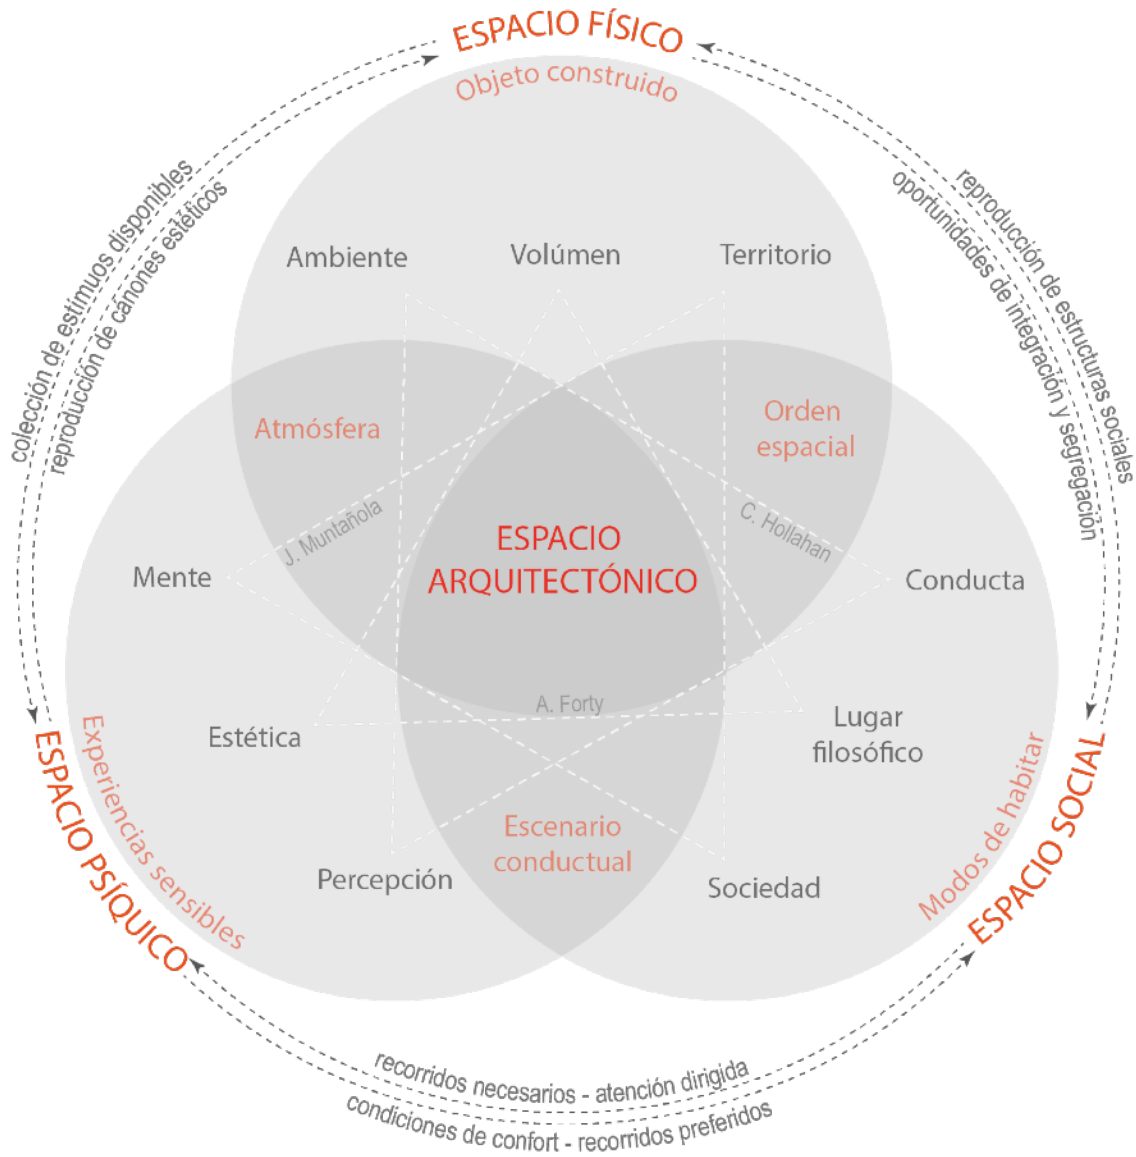 ESPACIO FÍSICO
Objeto construido
colección de estímuos disponibles
reproducción de cánones estéticos
reproducción de estructuras sociales
oportunidades de integración y segregación
Ambiente
Volúmen
Territorio
Atmósfera
Orden
espacial
J. Muntañola
C. Hollahan
ESPACIO
ARQUITECTÓNICO
Mente
Conducta
A. Forty
Estética
Lugar
filosófico
Escenario
conductual
Percepción
Sociedad
ESPACIO PSÍQUICO
Experiencias sensibles
Modos de habitar
ESPACIO SOCIAL
recorridos necesarios - atención dirigida
condiciones de confort - recorridos preferidos